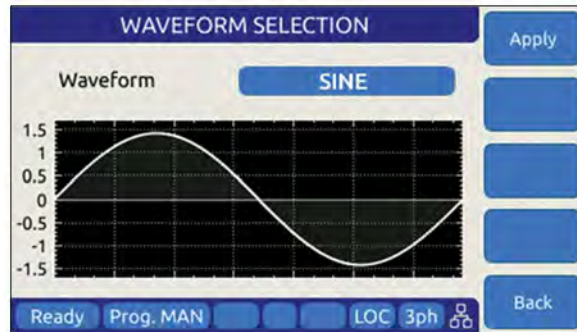 WAVEFORM SELECTION
Apply
Waveform SINE
1.5
1
0.5
0
-0.5
-1
-1.5
Back
Ready Prog. MAN LOC 3ph